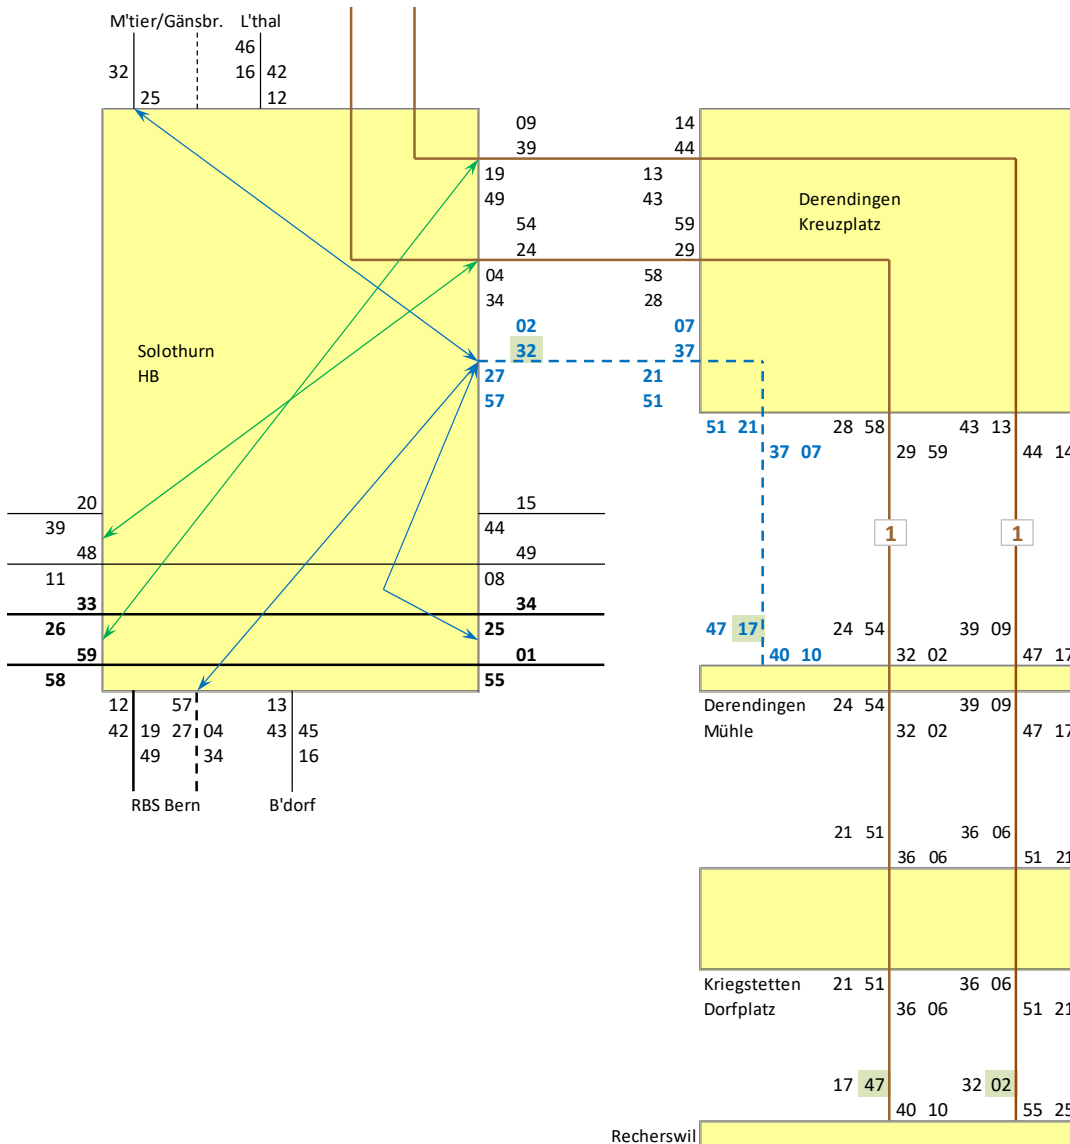 M'tier/Gänsbr. L'thal
46
32 16 42
25 12
09 14
39 44
19 13
49 43
Derendingen
Kreuzplatz
54 59
24 29
04 58
34 28
02 07
32 37
Solothurn
HB
27 21
57 51
51 21 28 58 43 13
37 07 29 59 44 14
20 15
39 44
1 1
48 49
11 08
33 34
26 25
47 17 24 54 39 09
59 01
40 10 32 02 47 17
58 55
12 57 13
42 19 27 04 43 45
49 34 16
RBS Bern B'dorf
Derendingen 24 54 39 09
Mühle 32 02 47 17
21 51 36 06
36 06 51 21
Kriegstetten 21 51 36 06
Dorfplatz 36 06 51 21
17 47 32 02
40 10 55 25
Recherswil